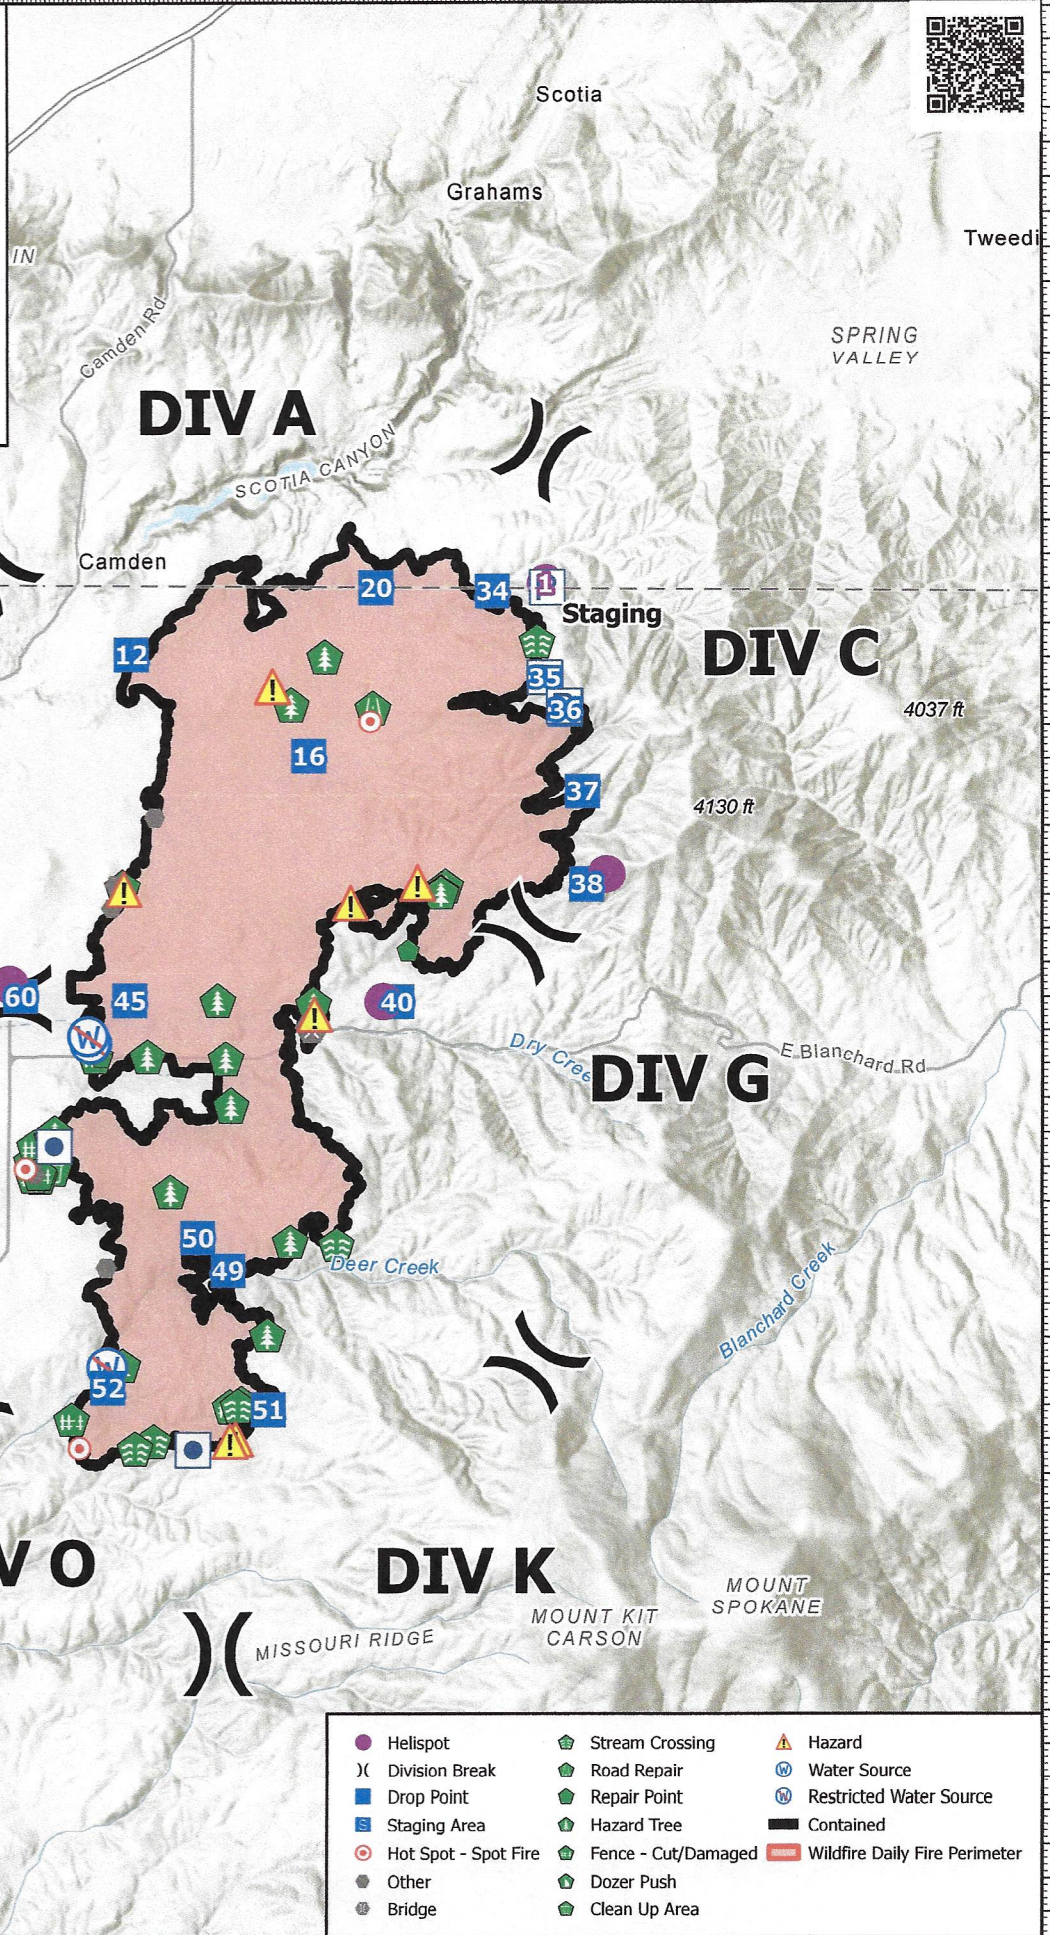 Scotia
Grahams
Tweedi
IN
Camden Rd
SPRING
VALLEY
DIV A
SCOTIA CANYON
Camden
20
34
1
Staging
12
DIV C
35
36
4037 ft
16
37
4130 ft
38
60
45
40
W
Dry Cree
E Blanchard Rd
DIV G
50
49
Deer Creek
Blanchard Creek
W
52
51
V O
DIV K
MOUNT
SPOKANE
MOUNT KIT
CARSON
MISSOURI RIDGE
Helispot
Division Break
Drop Point
S Staging Area
Hot Spot - Spot Fire
Other
Bridge
Stream Crossing
Road Repair
Repair Point
Hazard Tree
Fence - Cut/Damaged
Dozer Push
Clean Up Area
Hazard
W Water Source
W Restricted Water Source
Contained
Wildfire Daily Fire Perimeter